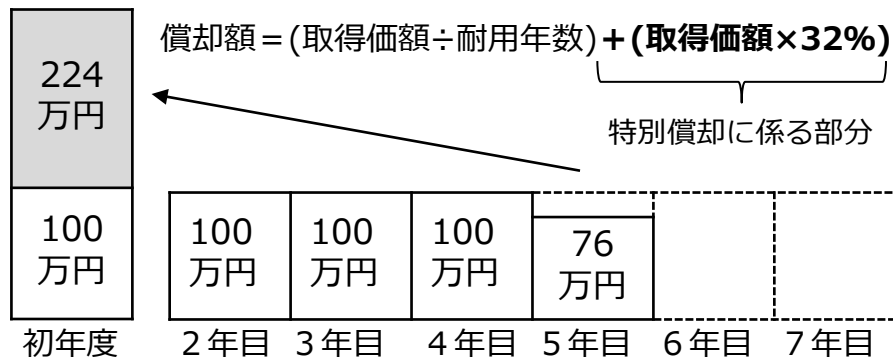 償却額＝(取得価額÷耐用年数)＋(取得価額×32%)
特別償却に係る部分
224
万円
100
万円
100
万円
100
万円
100
万円
76
万円
初年度
２年目
３年目
４年目
５年目
６年目
７年目